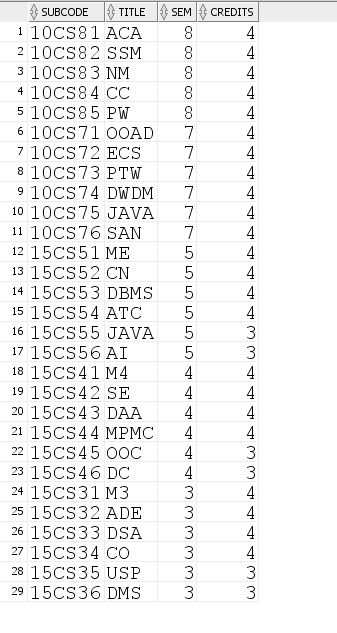 SUBCODE TITLE SEM CREDITS
1 10CS81 ACA 8 4
2 10CS82 SSM 8 4
3 10CS83 NM 8 4
4 10CS84 CC 8 4
5 10CS85 PW 8 4
6 10CS71 OOAD 7 4
7 10CS72 ECS 7 4
8 10CS73 PTW 7 4
9 10CS74 DWDM 7 4
10 10CS75 JAVA 7 4
11 10CS76 SAN 7 4
12 15CS51 ME 5 4
13 15CS52 CN 5 4
14 15CS53 DBMS 5 4
15 15CS54 ATC 5 4
16 15CS55 JAVA 5 3
17 15CS56 AI 5 3
18 15CS41 M4 4 4
19 15CS42 SE 4 4
20 15CS43 DAA 4 4
21 15CS44 MPMC 4 4
22 15CS45 OOC 4 3
23 15CS46 DC 4 3
24 15CS31 M3 3 4
25 15CS32 ADE 3 4
26 15CS33 DSA 3 4
27 15CS34 CO 3 4
28 15CS35 USP 3 3
29 15CS36 DMS 3 3